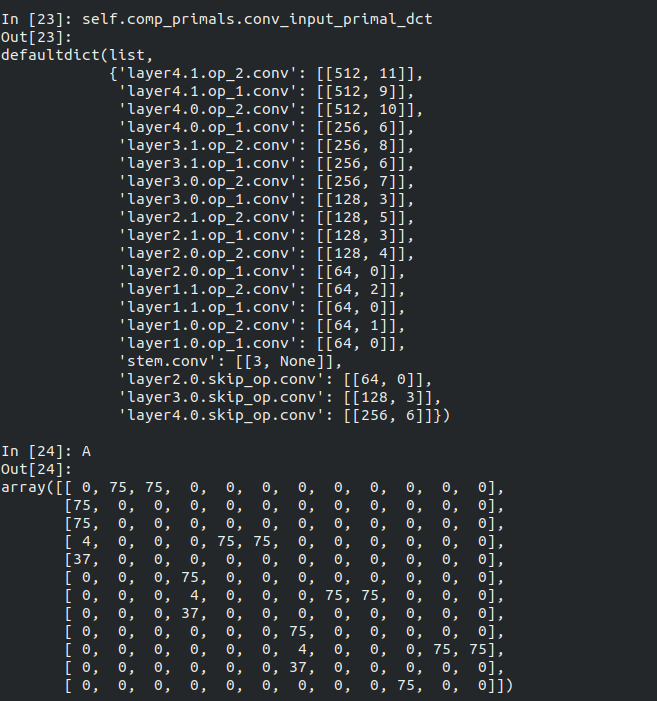 In [23]: self.comp_primals.conv_input_primal_dct
Out[23]:
defaultdict(list,
            {'layer4.1.op_2.conv': [[512, 11]],
             'layer4.1.op_1.conv': [[512, 9]],
             'layer4.0.op_2.conv': [[512, 10]],
             'layer4.0.op_1.conv': [[256, 6]],
             'layer3.1.op_2.conv': [[256, 8]],
             'layer3.1.op_1.conv': [[256, 6]],
             'layer3.0.op_2.conv': [[256, 7]],
             'layer3.0.op_1.conv': [[128, 3]],
             'layer2.1.op_2.conv': [[128, 5]],
             'layer2.1.op_1.conv': [[128, 3]],
             'layer2.0.op_2.conv': [[128, 4]],
             'layer2.0.op_1.conv': [[64, 0]],
             'layer1.1.op_2.conv': [[64, 2]],
             'layer1.1.op_1.conv': [[64, 0]],
             'layer1.0.op_2.conv': [[64, 1]],
             'layer1.0.op_1.conv': [[64, 0]],
             'stem.conv': [[3, None]],
             'layer2.0.skip_op.conv': [[64, 0]],
             'layer3.0.skip_op.conv': [[128, 3]],
             'layer4.0.skip_op.conv': [[256, 6]]})
In [24]: A
Out[24]:
array([[ 0, 75, 75,  0,  0,  0,  0,  0,  0,  0,  0,  0],
       [75,  0,  0,  0,  0,  0,  0,  0,  0,  0,  0,  0],
       [75,  0,  0,  0,  0,  0,  0,  0,  0,  0,  0,  0],
       [ 4,  0,  0,  0, 75, 75,  0,  0,  0,  0,  0,  0],
       [37,  0,  0,  0,  0,  0,  0,  0,  0,  0,  0,  0],
       [ 0,  0,  0, 75,  0,  0,  0,  0,  0,  0,  0,  0],
       [ 0,  0,  0,  4,  0,  0,  0, 75, 75,  0,  0,  0],
       [ 0,  0,  0, 37,  0,  0,  0,  0,  0,  0,  0,  0],
       [ 0,  0,  0,  0,  0,  0, 75,  0,  0,  0,  0,  0],
       [ 0,  0,  0,  0,  0,  0,  4,  0,  0,  0, 75, 75],
       [ 0,  0,  0,  0,  0,  0, 37,  0,  0,  0,  0,  0],
       [ 0,  0,  0,  0,  0,  0,  0,  0,  0, 75,  0,  0]])